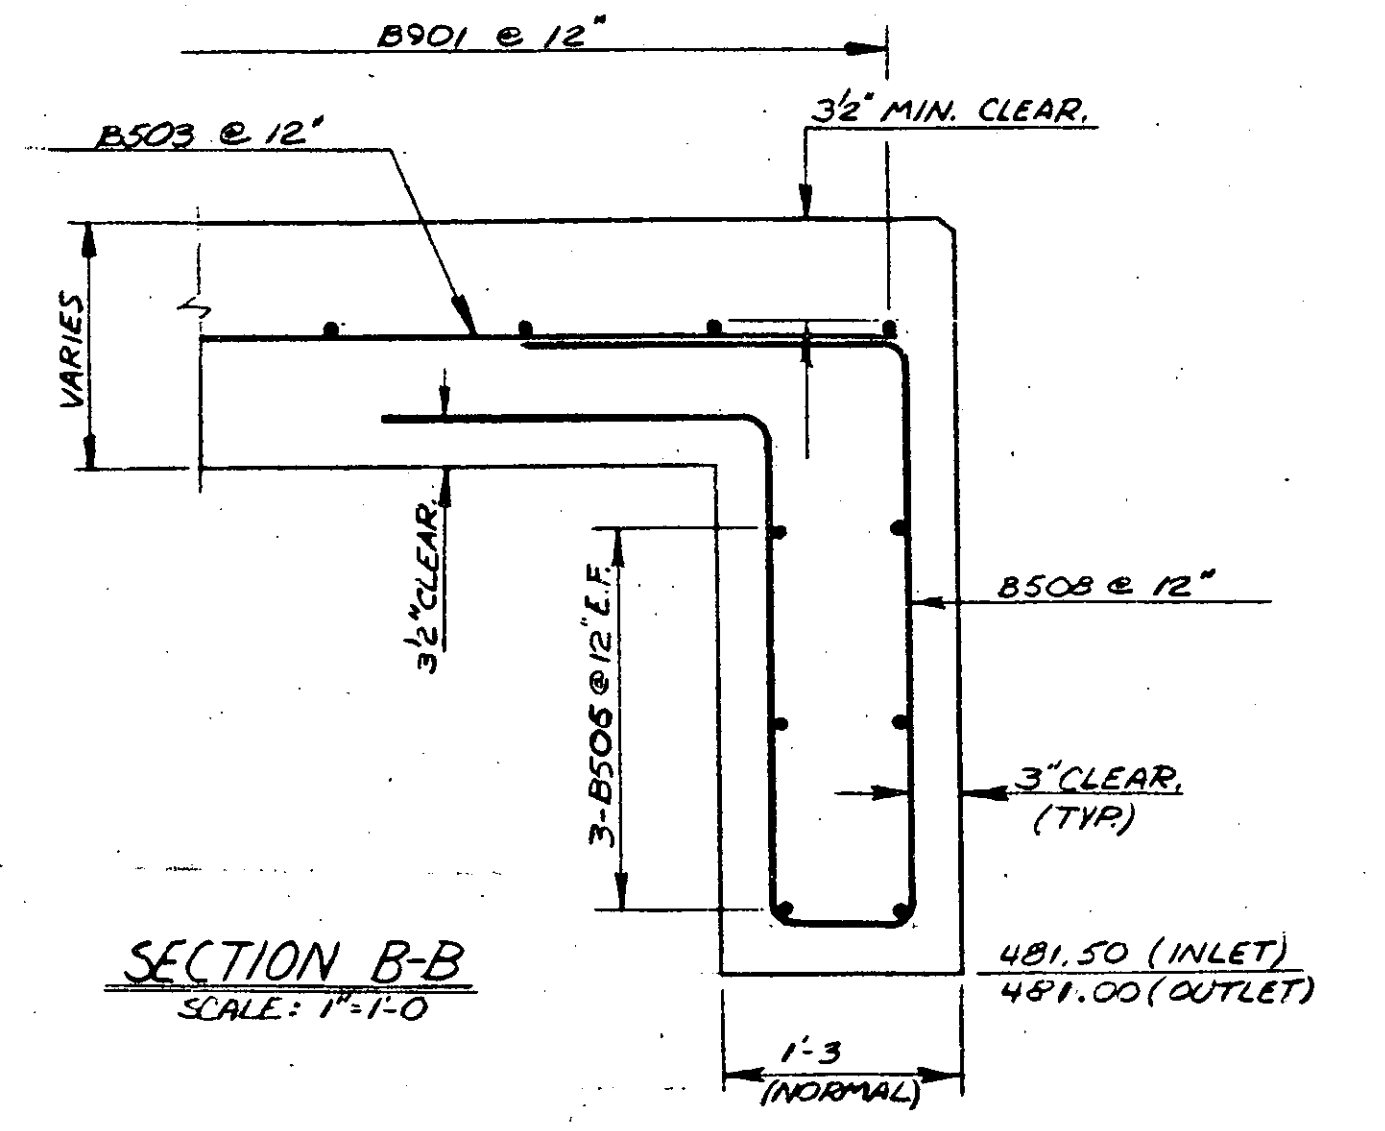 B901 @ 12"
3½" MIN. CLEAR.
B503 @ 12"
VARIES
3½" CLEAR.
3-B506 @ 12" E.F.
B508 @ 12"
3" CLEAR.
(TYP.)
SECTION B-B
SCALE: 1"=1'-0
481.50 (INLET)
481.00 (OUTLET)
1'-3
(NORMAL)